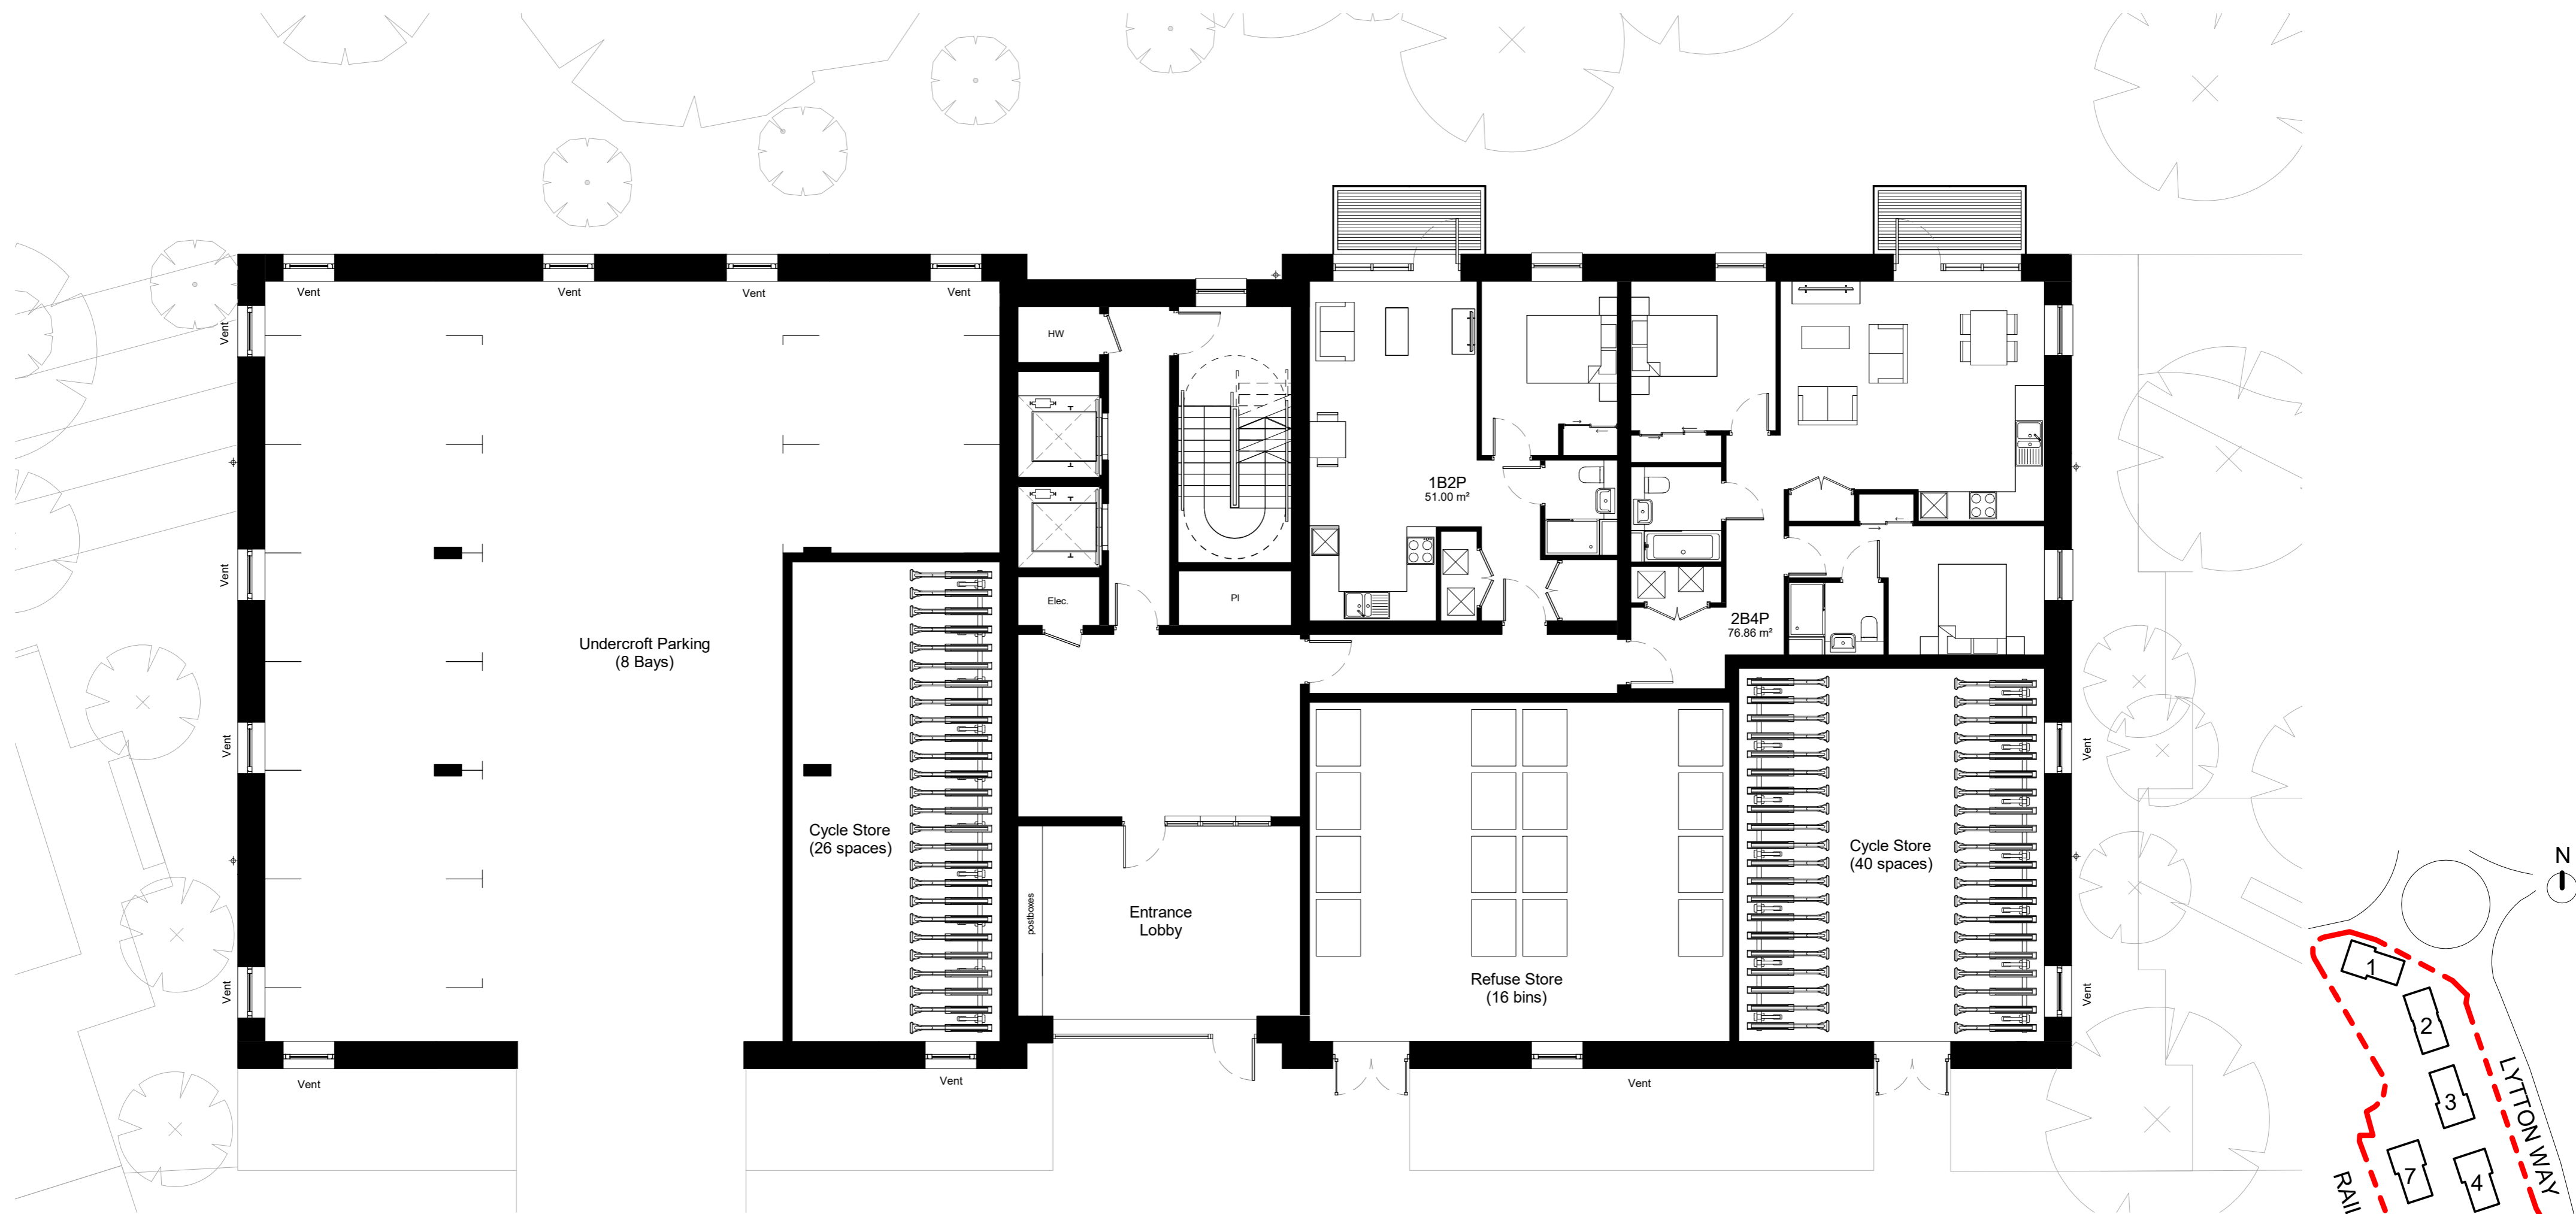 Vent
Vent
Vent
Vent
Vent
HW
1B2P
51.00 m²
Vent
Elec.
PI
2B4P
76.86 m²
Undercroft Parking
(8 Bays)
Vent
Vent
Cycle Store
(26 spaces)
Cycle Store
(40 spaces)
N
postboxes
Entrance
Lobby
Refuse Store
(16 bins)
Vent
Vent
Vent
Vent
Vent
1
2
3
7
4
LYTTON WAY
RAIL